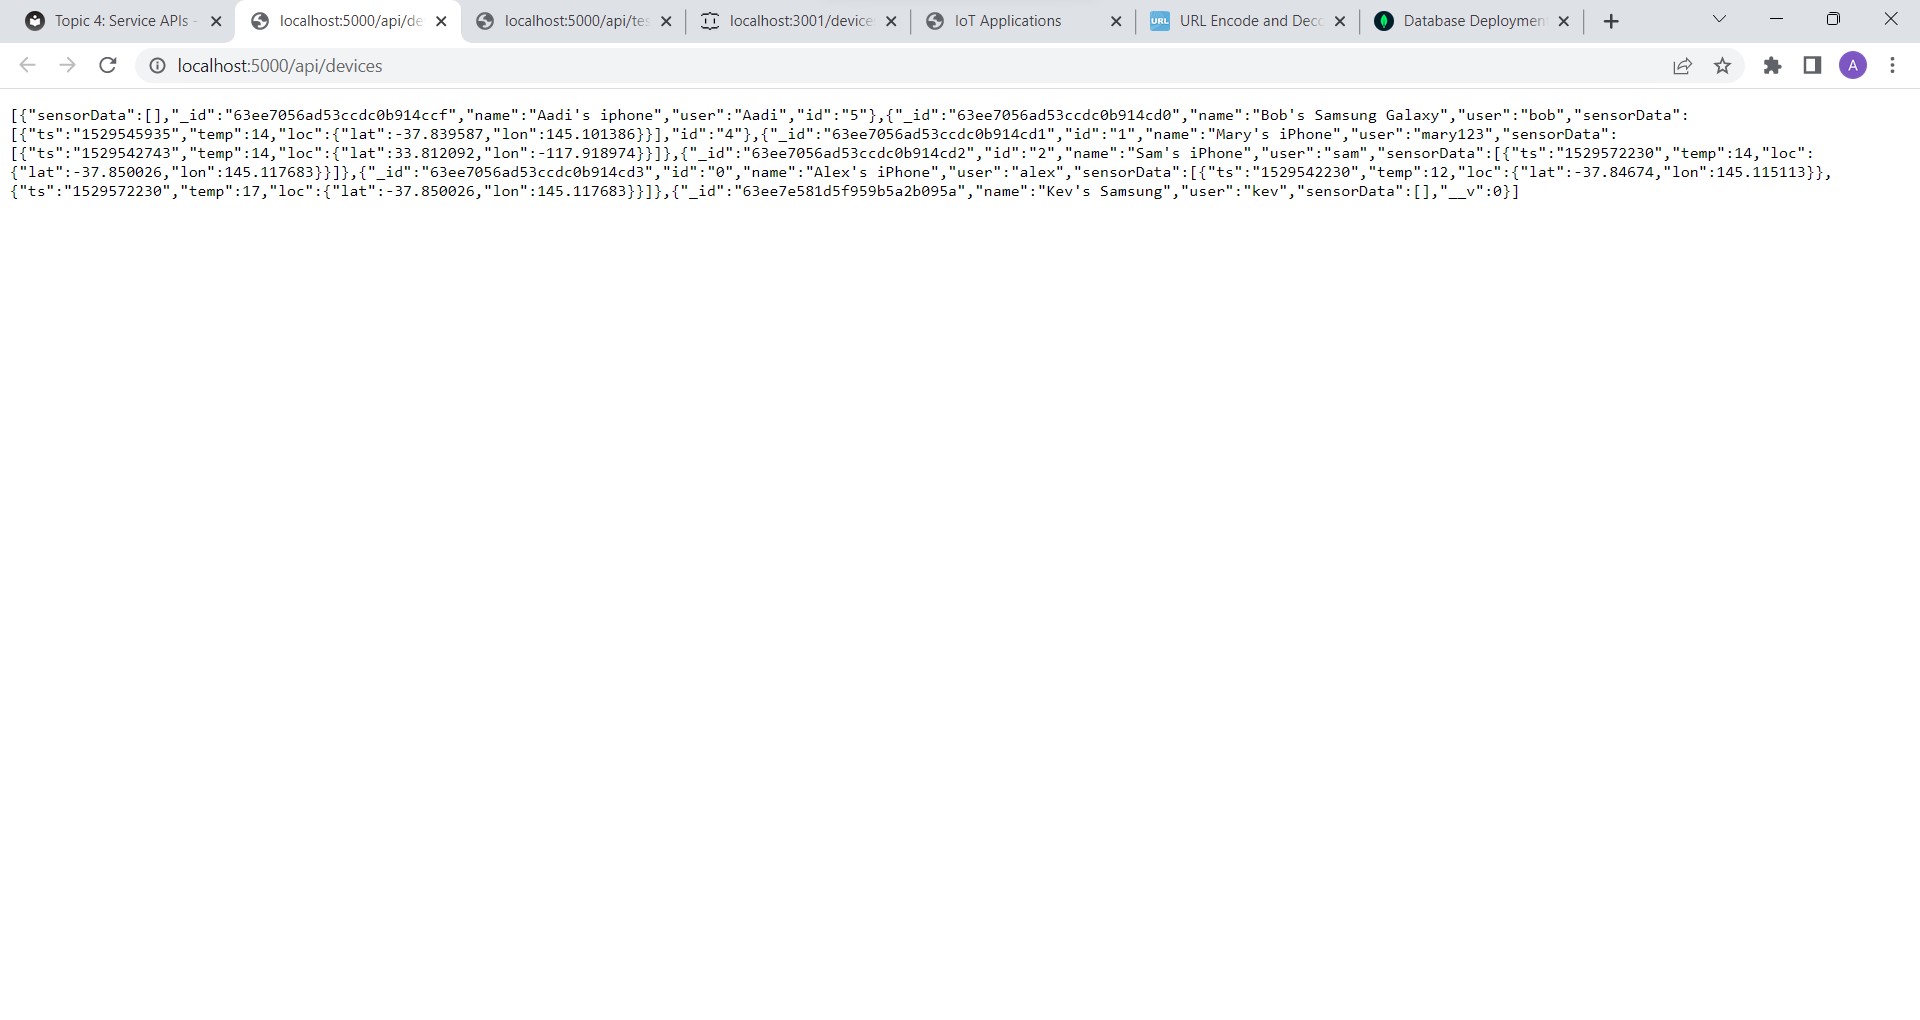 Topic 4: Service APIs -
localhost:5000/api/de
localhost:5000/api/tes
localhost:3001/device
IoT Applications
URL
URL Encode and Deco
Database Deploymen
localhost:5000/api/devices
A
[{"sensorData":[],"_id":"63ee7056ad53ccdc0b914ccf","name":"Aadi's iphone","user":"Aadi","id":"5"},{"_id":"63ee7056ad53ccdc0b914cd0","name":"Bob's Samsung Galaxy","user":"bob","sensorData":
[{"ts":"1529545935","temp":14,"loc":{"lat":-37.839587,"lon":145.101386}}],"id":"4"},{"_id":"63ee7056ad53ccdc0b914cd1","id":"1","name":"Mary's iPhone","user":"mary123","sensorData":
[{"ts":"1529542743","temp":14,"loc":{"lat":33.812092,"lon":-117.918974}}]},{"_id":"63ee7056ad53ccdc0b914cd2","id":"2","name":"Sam's iPhone","user":"sam","sensorData":[{"ts":"1529572230","temp":14,"loc":
{"lat":-37.850026,"lon":145.117683}}]},{"_id":"63ee7056ad53ccdc0b914cd3","id":"0","name":"Alex's iPhone","user":"alex","sensorData":[{"ts":"1529542230","temp":12,"loc":{"lat":-37.84674,"lon":145.115113}},
{"ts":"1529572230","temp":17,"loc":{"lat":-37.850026,"lon":145.117683}}]},{"_id":"63ee7e581d5f959b5a2b095a","name":"Kev's Samsung","user":"kev","sensorData":[],"__v":0}]